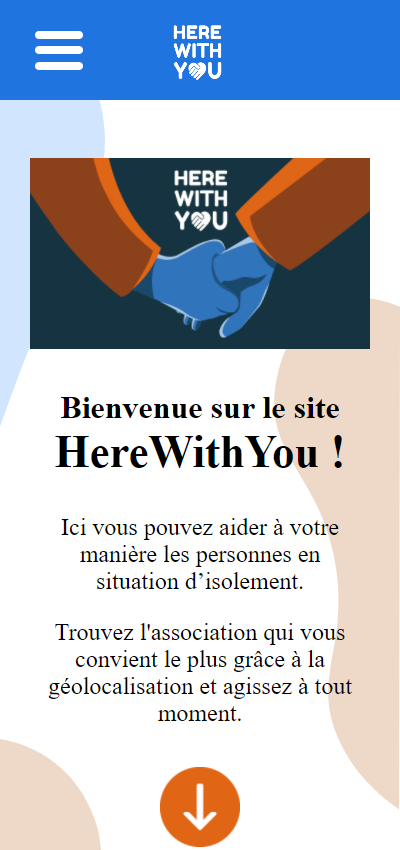 HERE
WITH
YOU
HERE
WITH
YOU
Bienvenue sur le site
HereWithYou !
Ici vous pouvez aider à votre
manière les personnes en
situation d’isolement.
Trouvez l'association qui vous
convient le plus grâce à la
géolocalisation et agissez à tout
moment.